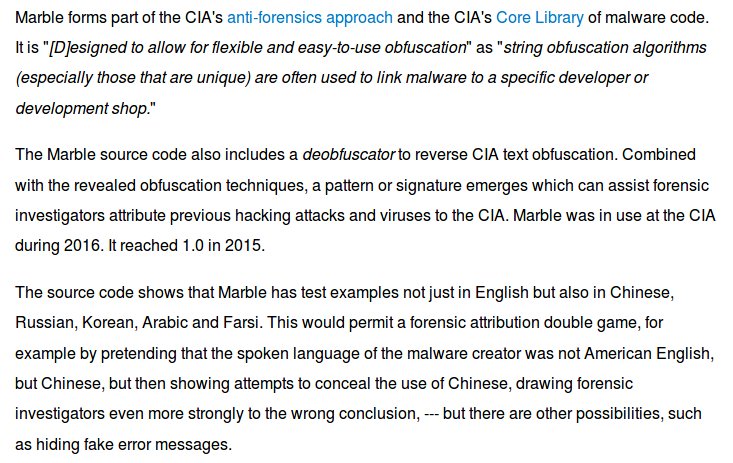 Marble forms part of the CIA's anti-forensics approach and the CIA's Core Library of malware code.
It is "[D]esigned to allow for flexible and easy-to-use obfuscation" as "string obfuscation algorithms
(especially those that are unique) are often used to link malware to a specific developer or
development shop."
The Marble source code also includes a deobfuscator to reverse CIA text obfuscation. Combined
with the revealed obfuscation techniques, a pattern or signature emerges which can assist forensic
investigators attribute previous hacking attacks and viruses to the CIA. Marble was in use at the CIA
during 2016. It reached 1.0 in 2015.
The source code shows that Marble has test examples not just in English but also in Chinese,
Russian, Korean, Arabic and Farsi. This would permit a forensic attribution double game, for
example by pretending that the spoken language of the malware creator was not American English,
but Chinese, but then showing attempts to conceal the use of Chinese, drawing forensic
investigators even more strongly to the wrong conclusion, --- but there are other possibilities, such
as hiding fake error messages.